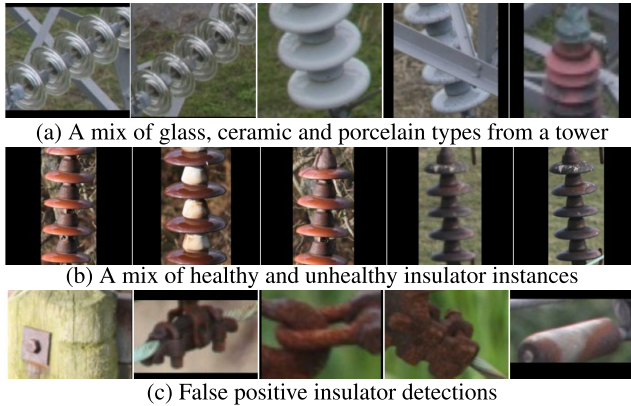 (a) A mix of glass, ceramic and porcelain types from a tower
(b) A mix of healthy and unhealthy insulator instances
(c) False positive insulator detections